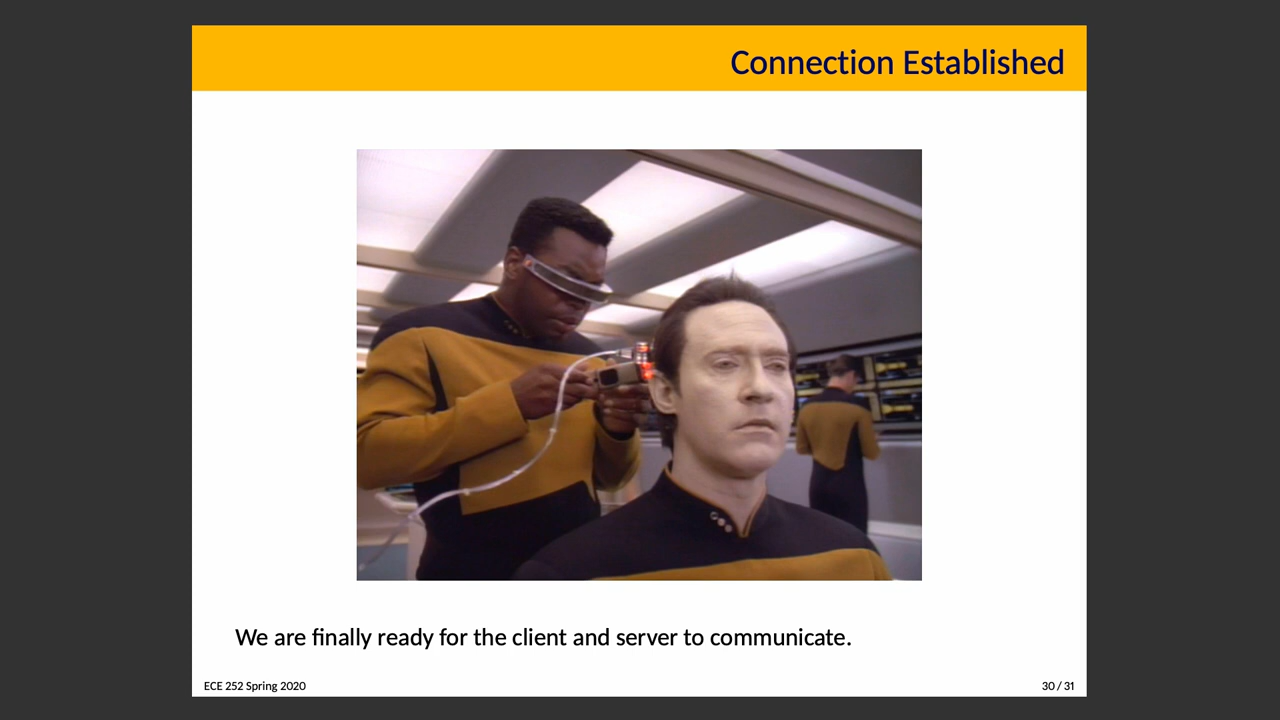 Connection Established
We are finally ready for the client and server to communicate.
ECE 252 Spring 2020
30 / 31